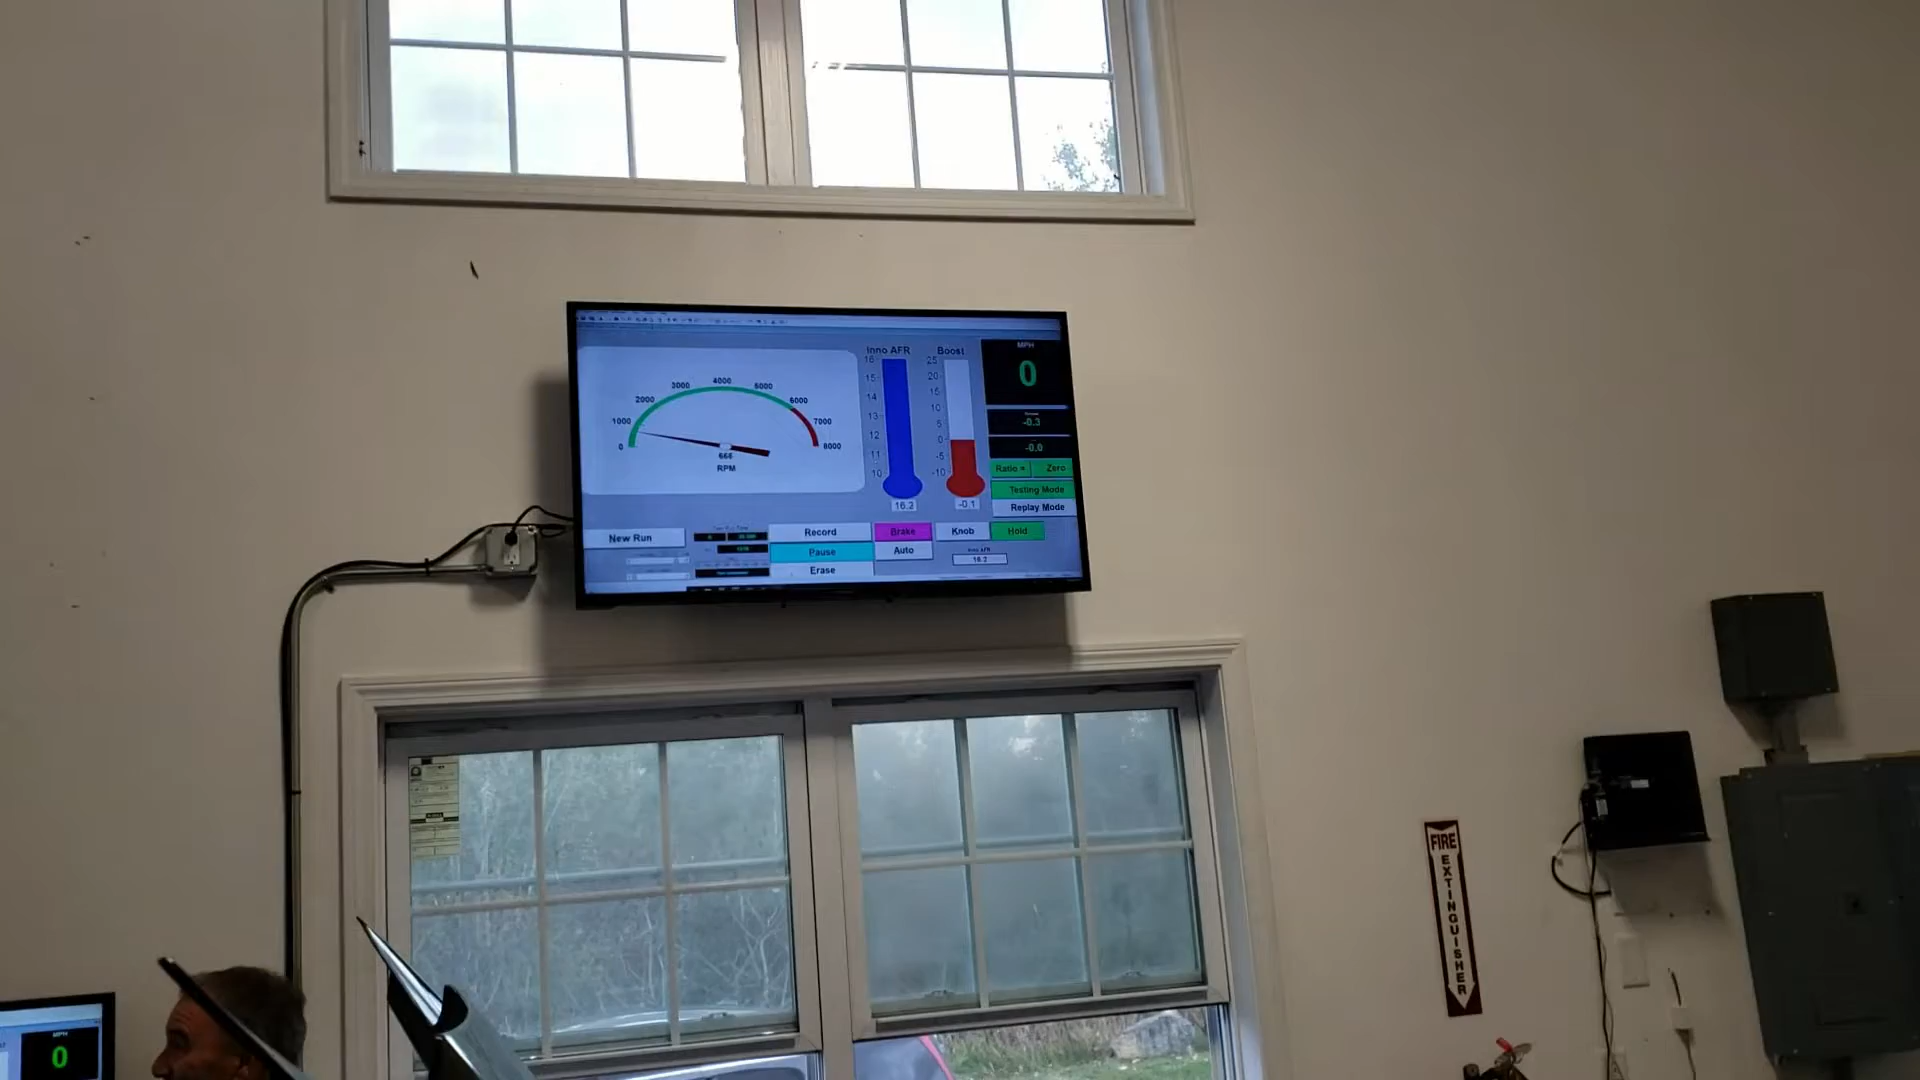 Inno AFR
Boost
MPH
0
16
15
14
13
12
11
10
25
20
15
10
5
0
-5
-10
0
1000
2000
3000
4000
5000
6000
7000
8000
RPM
16.2
-0.1
-0.3
-0.0
Ratio =
Zero
Testing Mode
Replay Mode
New Run
Record
Pause
Erase
Brake
Auto
Knob
Hold
Inno AFR
16.2
MPH
0
FIRE
EXTINGUISHER